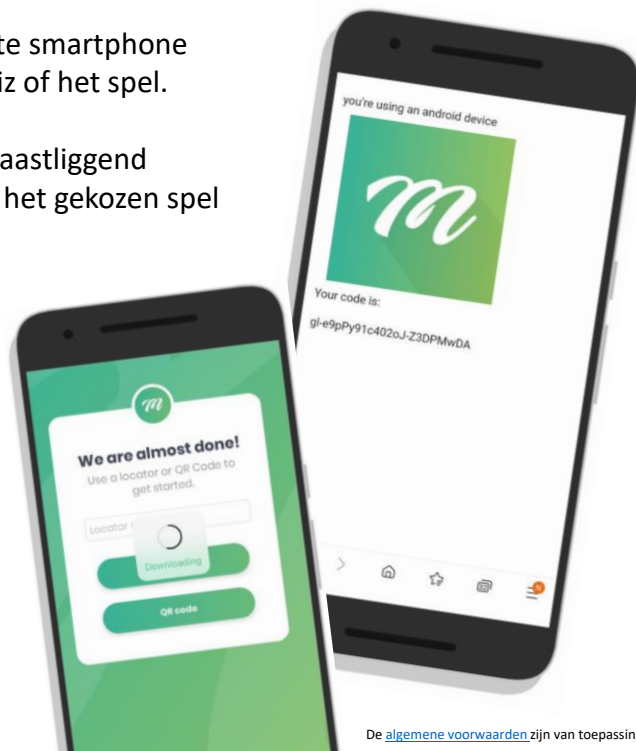 te smartphone
iz of het spel.
aastliggend
het gekozen spel
you're using an android device
m
Your code is:
gl-e9pPy91c402oJ-Z3DPMwDA
m
We are almost done!
Use a locator or QR Code to
get started.
Locator
Downloading
QR code
N
De algemene voorwaarden zijn van toepassin